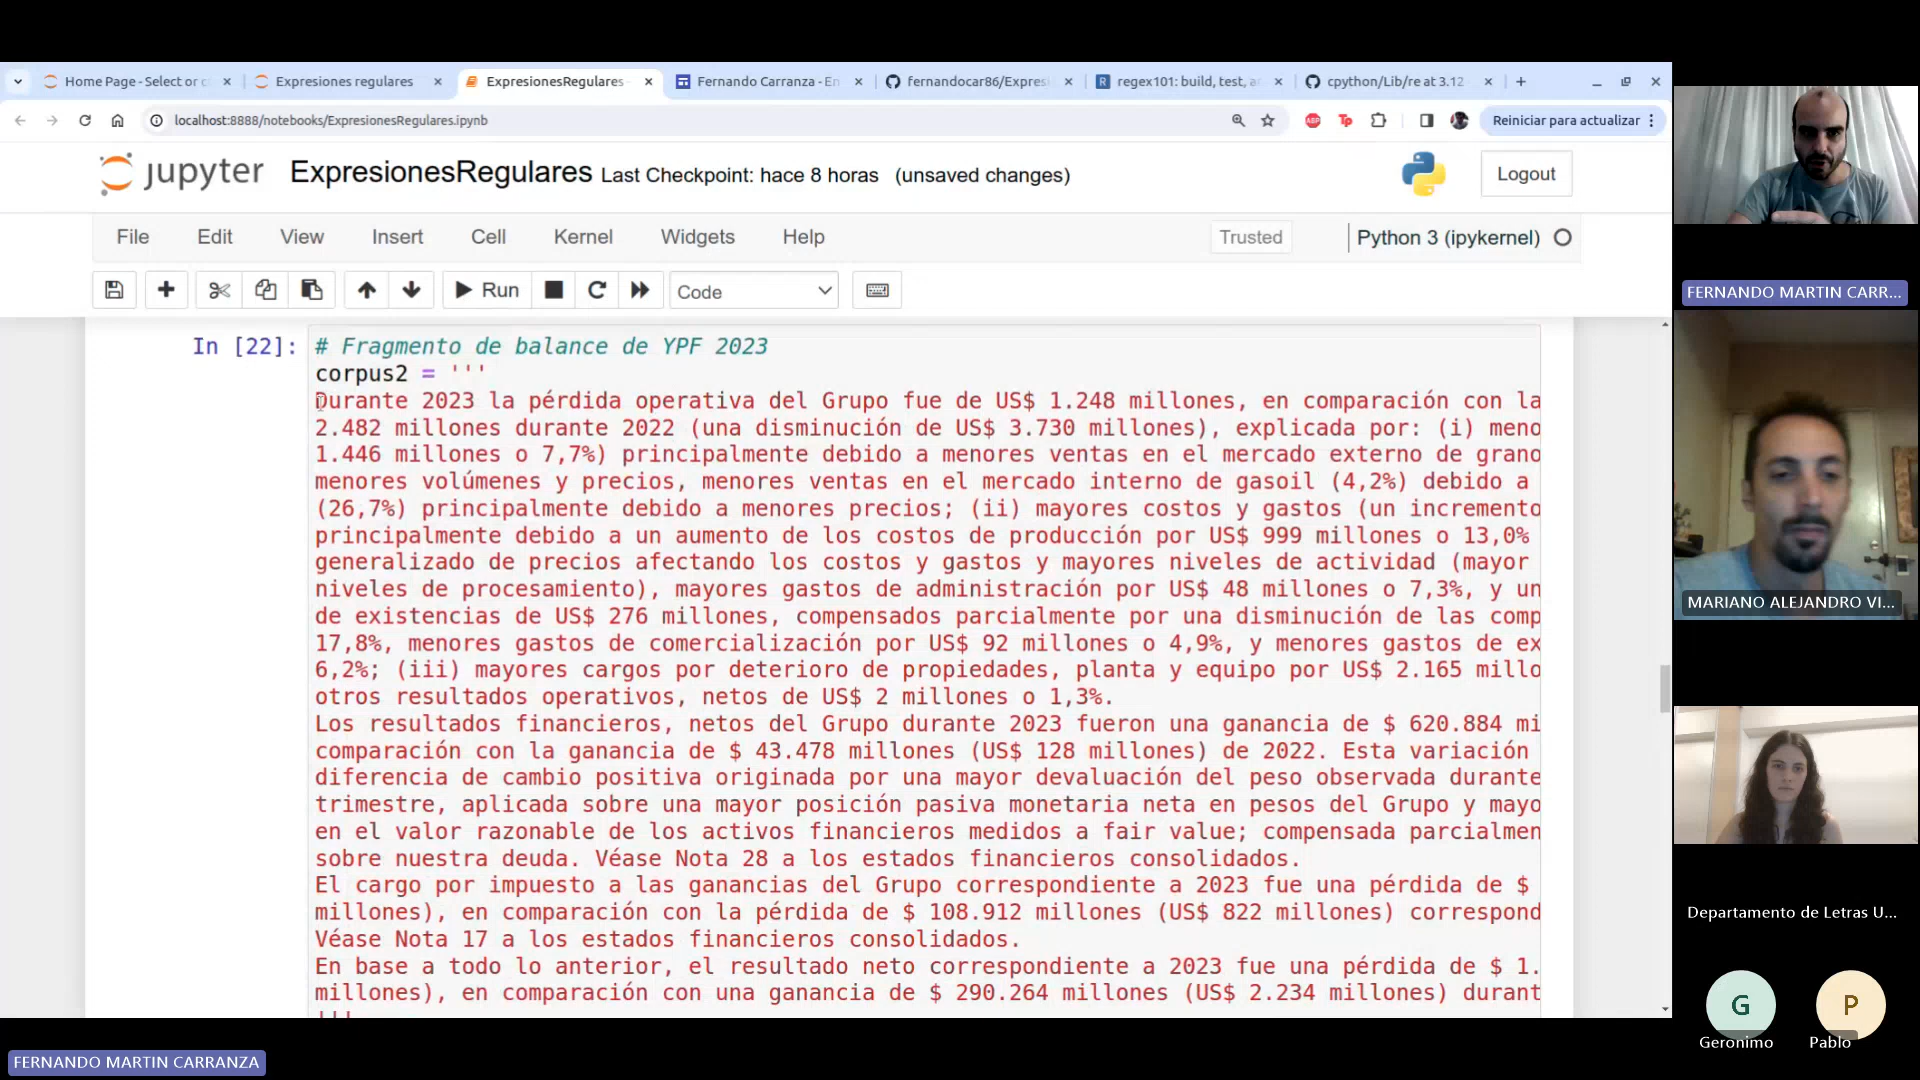 Home Page - Select or c
Expresiones regulares
ExpresionesRegulares
Fernando Carranza - En
fernandocar86/Expresi
regex101: build, test, a
cpython/Lib/re at 3.12
localhost:8888/notebooks/ExpresionesRegulares.ipynb
ABP
Tp
Reiniciar para actualizar
jupyter
ExpresionesRegulares
Last Checkpoint: hace 8 horas
(unsaved changes)
Logout
File
Edit
View
Insert
Cell
Kernel
Widgets
Help
Trusted
Python 3 (ipykernel)
Run
Code
In [22]:
# Fragmento de balance de YPF 2023
corpus2 = '''
Durante 2023 la pérdida operativa del Grupo fue de US$ 1.248 millones, en comparación con la
2.482 millones durante 2022 (una disminución de US$ 3.730 millones), explicada por: (i) meno
1.446 millones o 7,7%) principalmente debido a menores ventas en el mercado externo de grano
menores volúmenes y precios, menores ventas en el mercado interno de gasoil (4,2%) debido a
(26,7%) principalmente debido a menores precios; (ii) mayores costos y gastos (un incremento
principalmente debido a un aumento de los costos de producción por US$ 999 millones o 13,0%
generalizado de precios afectando los costos y gastos y mayores niveles de actividad (mayor
niveles de procesamiento), mayores gastos de administración por US$ 48 millones o 7,3%, y un
de existencias de US$ 276 millones, compensados parcialmente por una disminución de las comp
17,8%, menores gastos de comercialización por US$ 92 millones o 4,9%, y menores gastos de ex
6,2%; (iii) mayores cargos por deterioro de propiedades, planta y equipo por US$ 2.165 millo
otros resultados operativos, netos de US$ 2 millones o 1,3%.
Los resultados financieros, netos del Grupo durante 2023 fueron una ganancia de $ 620.884 mi
comparación con la ganancia de $ 43.478 millones (US$ 128 millones) de 2022. Esta variación
diferencia de cambio positiva originada por una mayor devaluación del peso observada durante
trimestre, aplicada sobre una mayor posición pasiva monetaria neta en pesos del Grupo y mayo
en el valor razonable de los activos financieros medidos a fair value; compensada parcialmen
sobre nuestra deuda. Véase Nota 28 a los estados financieros consolidados.
El cargo por impuesto a las ganancias del Grupo correspondiente a 2023 fue una pérdida de $
millones), en comparación con la pérdida de $ 108.912 millones (US$ 822 millones) correspond
Véase Nota 17 a los estados financieros consolidados.
En base a todo lo anterior, el resultado neto correspondiente a 2023 fue una pérdida de $ 1.
millones), en comparación con una ganancia de $ 290.264 millones (US$ 2.234 millones) durant
'''
FERNANDO MARTIN CARR...
MARIANO ALEJANDRO VI...
Departamento de Letras U...
G
Geronimo
P
Pablo
FERNANDO MARTIN CARRANZA